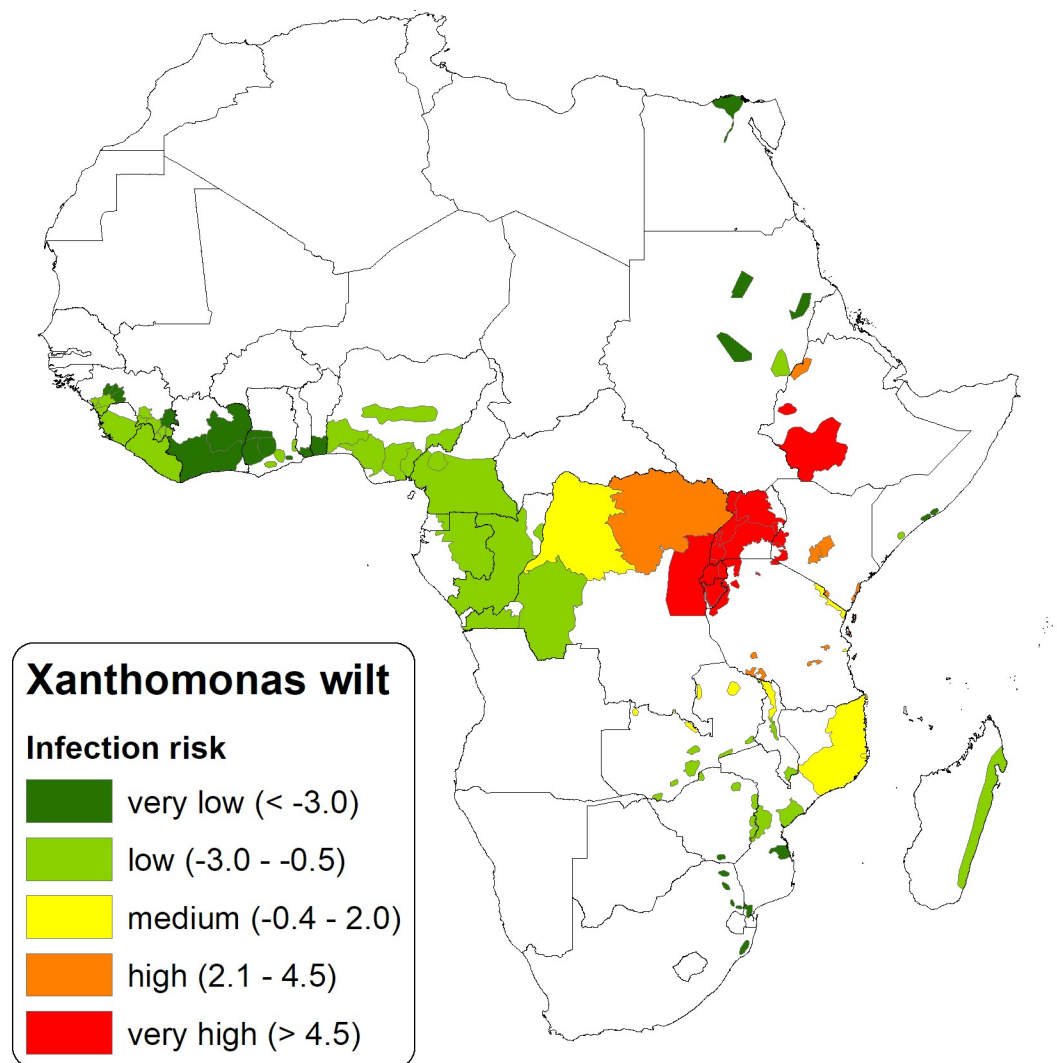 Xanthomonas wilt
Infection risk
very low (< -3.0)
low (-3.0 - -0.5)
medium (-0.4 - 2.0)
high (2.1 - 4.5)
very high (> 4.5)